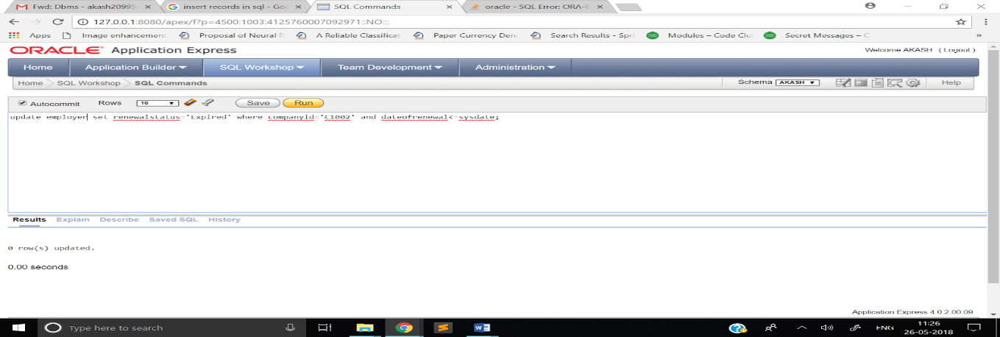 Fwd: Dbms - akash20995 × insert records in sql - Goo × SQL Commands × oracle - SQL Error: ORA-0 ×
127.0.0.1:8080/apex/f?p=4500:1003:4125760007092971::NO:::
Apps Image enhancement Proposal of Neural R A Reliable Classificat Paper Currency Den Search Results - Spri Modules – Code Clu Secret Messages – C »
ORACLE Application Express Welcome AKASH (Logout)
Home Application Builder SQL Workshop Team Development Administration
Home SQL Workshop SQL Commands Schema AKASH Help
Autocommit Rows 10 Save Run
update employer set renewalstatus='Expired' where companyid='C1002' and dateofrenewal<=sysdate;
Results Explain Describe Saved SQL History
0 row(s) updated.
0.00 seconds
Application Express 4.0.2.00.09
Type here to search ENG 11:26
26-05-2018